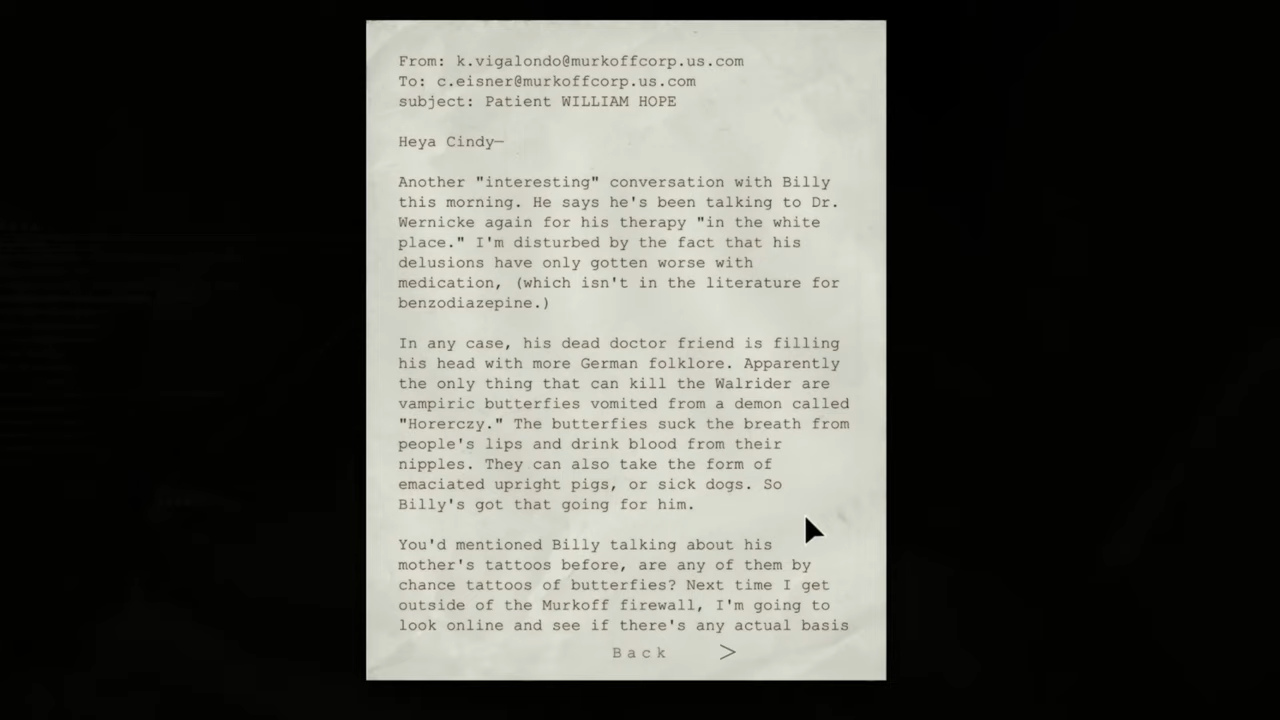 From: k.vigalondo@murkoffcorp.us.com
To: c.eisner@murkoffcorp.us.com
subject: Patient WILLIAM HOPE
Heya Cindy—
Another "interesting" conversation with Billy
this morning. He says he's been talking to Dr.
Wernicke again for his therapy "in the white
place." I'm disturbed by the fact that his
delusions have only gotten worse with
medication, (which isn't in the literature for
benzodiazepine.)
In any case, his dead doctor friend is filling
his head with more German folklore. Apparently
the only thing that can kill the Walrider are
vampiric butterfies vomited from a demon called
"Horerczy." The butterfies suck the breath from
people's lips and drink blood from their
nipples. They can also take the form of
emaciated upright pigs, or sick dogs. So
Billy's got that going for him.
You'd mentioned Billy talking about his
mother's tattoos before, are any of them by
chance tattoos of butterfies? Next time I get
outside of the Murkoff firewall, I'm going to
look online and see if there's any actual basis
Back >